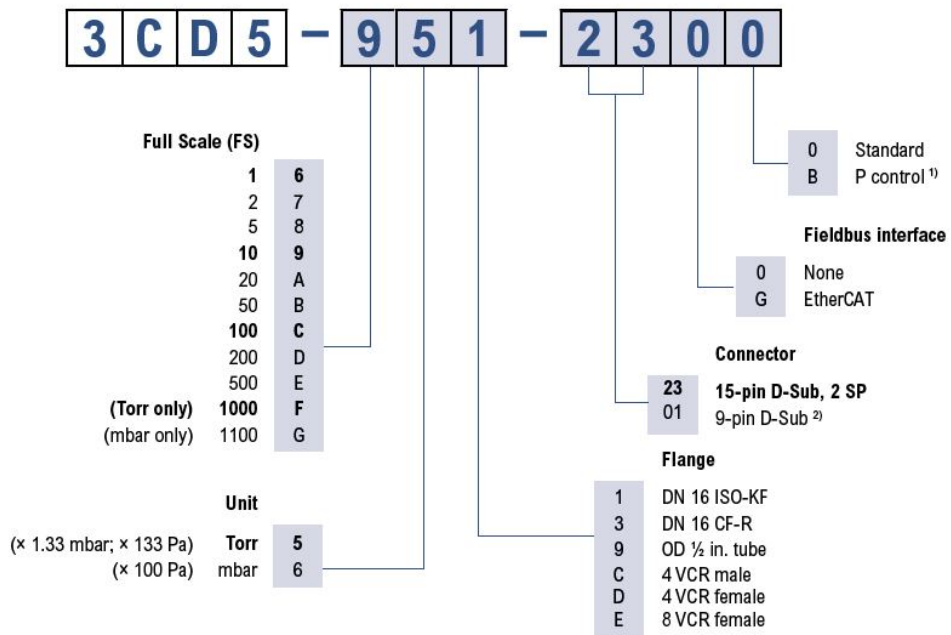 3CD5 – 951 – 2300
Full Scale (FS)
1 6
2 7
5 8
10 9
20 A
50 B
100 C
200 D
500 E
(Torr only) 1000 F
(mbar only) 1100 G
Unit
(× 1.33 mbar; × 133 Pa) Torr 5
(× 100 Pa) mbar 6
0 Standard
B P control ¹⁾
Fieldbus interface
0 None
G EtherCAT
Connector
23 15-pin D-Sub, 2 SP
01 9-pin D-Sub ²⁾
Flange
1 DN 16 ISO-KF
3 DN 16 CF-R
9 OD ½ in. tube
C 4 VCR male
D 4 VCR female
E 8 VCR female